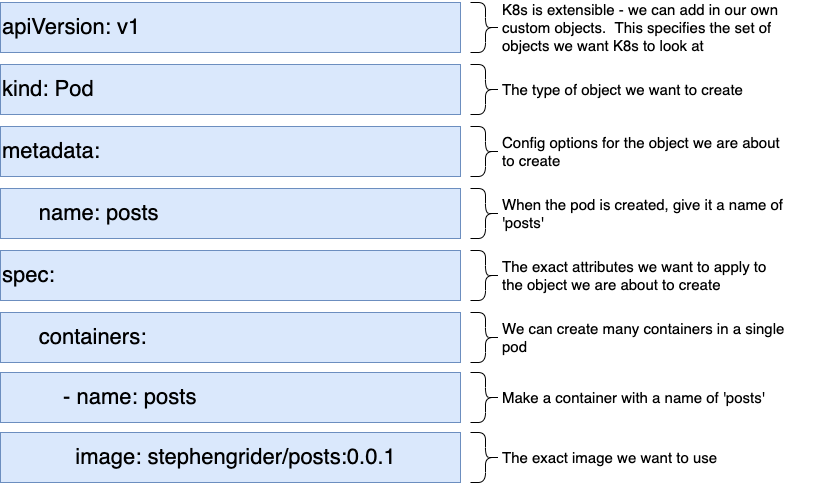 apiVersion: v1
K8s is extensible - we can add in our own
custom objects.  This specifies the set of
objects we want K8s to look at
kind: Pod
The type of object we want to create
metadata:
Config options for the object we are about
to create
name: posts
When the pod is created, give it a name of
'posts'
spec:
The exact attributes we want to apply to
the object we are about to create
containers:
We can create many containers in a single
pod
- name: posts
Make a container with a name of 'posts'
image: stephengrider/posts:0.0.1
The exact image we want to use